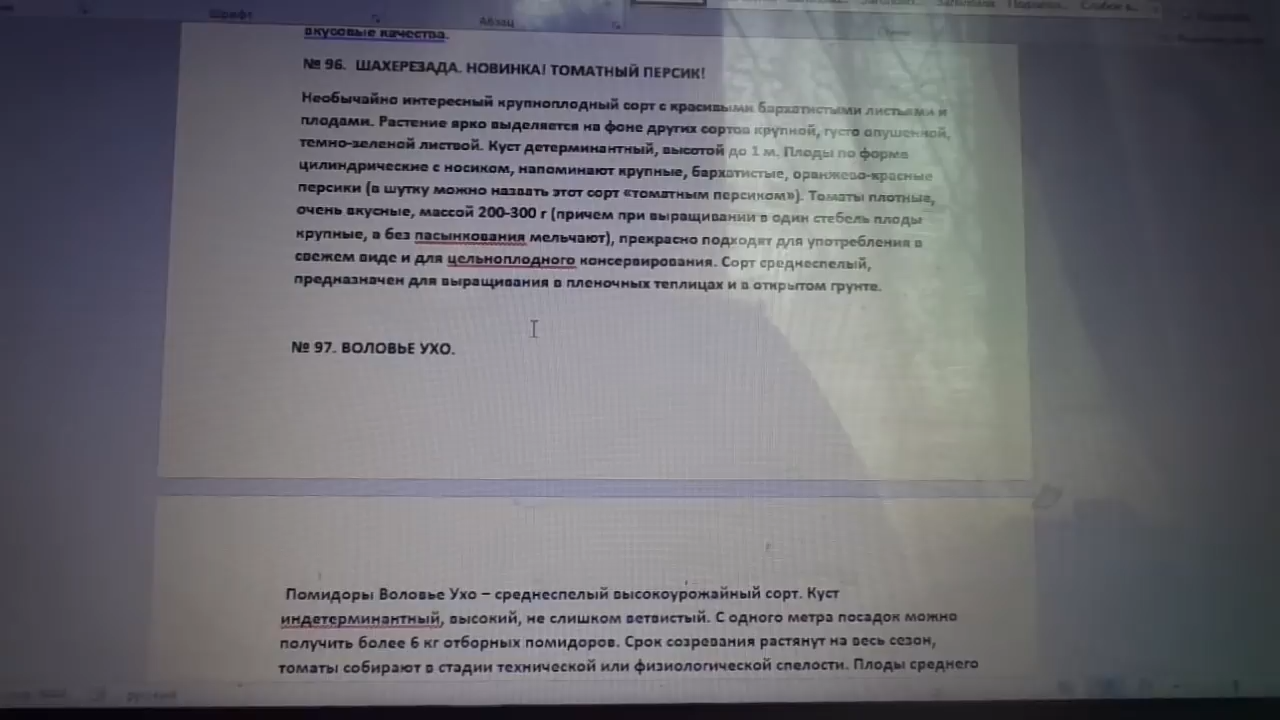 Шрифт
Абзац
вкусовые качества.
№ 96. ШАХЕРЕЗАДА. НОВИНКА! ТОМАТНЫЙ ПЕРСИК!
Необычайно интересный крупноплодный сорт с красивыми бархатистыми листьями и
плодами. Растение ярко выделяется на фоне других сортов крупной, густо опушенной,
темно-зеленой листвой. Куст детерминантный, высотой до 1 м. Плоды по форме
цилиндрические с носиком, напоминают крупные, бархатистые, оранжево-красные
персики (в шутку можно назвать этот сорт «томатным персиком»). Томаты плотные,
очень вкусные, массой 200-300 г (причем при выращивании в один стебель плоды
крупные, а без пасынкования мельчают), прекрасно подходят для употребления в
свежем виде и для цельноплодного консервирования. Сорт среднеспелый,
предназначен для выращивания в пленочных теплицах и в открытом грунте.
№ 97. ВОЛОВЬЕ УХО.
Помидоры Воловье Ухо – среднеспелый высокоурожайный сорт. Куст
индетерминантный, высокий, не слишком ветвистый. С одного метра посадок можно
получить более 6 кг отборных помидоров. Срок созревания растянут на весь сезон,
томаты собирают в стадии технической или физиологической спелости. Плоды среднего
русский